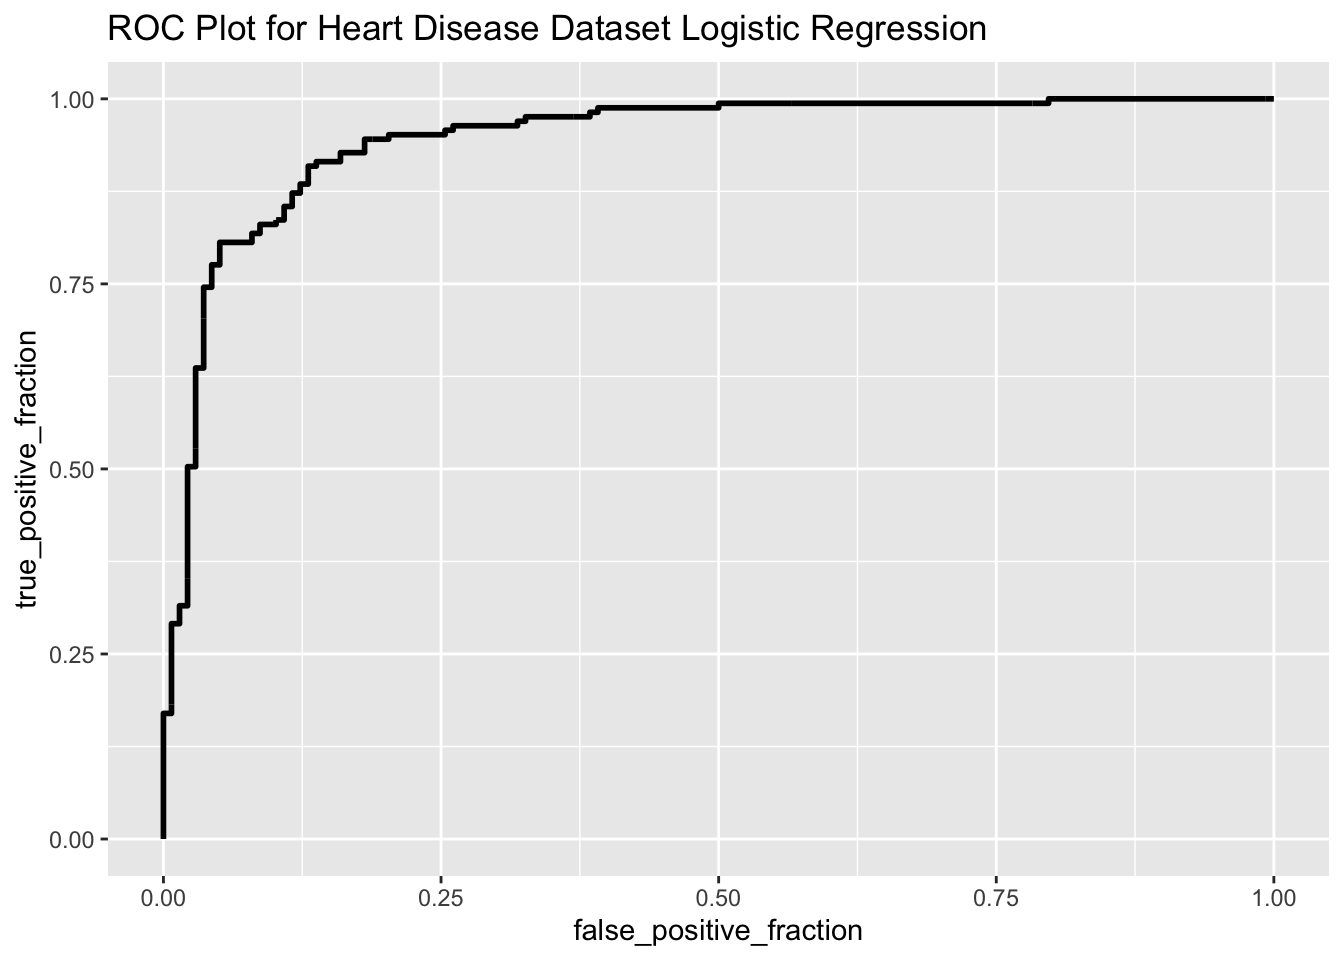 ROC Plot for Heart Disease Dataset Logistic Regression
true_positive_fraction
1.00
0.75
0.50
0.25
0.00
0.00 0.25 0.50 0.75 1.00
false_positive_fraction